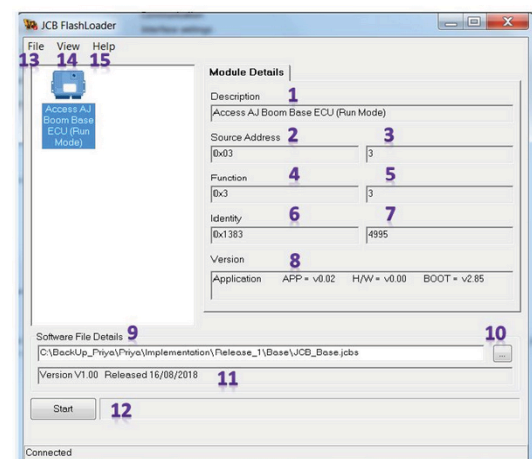 Communication
Interface settings
JCB FlashLoader
File View Help
13 14 15
Access AJ
Boom Base
ECU (Run
Mode)
Module Details
Description 1
Access AJ Boom Base ECU (Run Mode)
Source Address 2 3
0x03 3
Function 4 5
0x3 3
Identity 6 7
0x1383 4995
Version 8
Application APP = v0.02 H/W = v0.00 BOOT = v2.85
Software File Details 9 10
C:\BackUp_Priya\Priya\Implementation\Release_1\Base\JCB_Base.jcbs ...
Version V1.00 Released 16/08/2018 11
Start 12
Connected